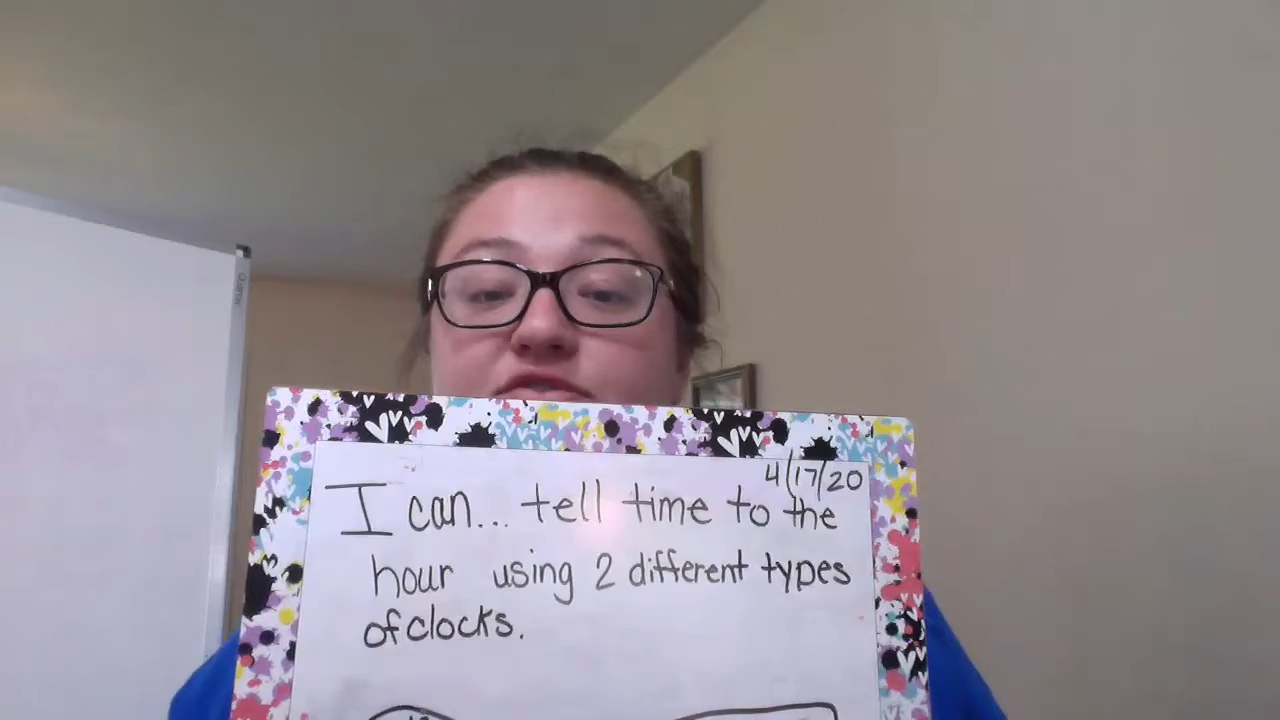 4/17/20
I can... tell time to the
hour using 2 different types
of clocks.